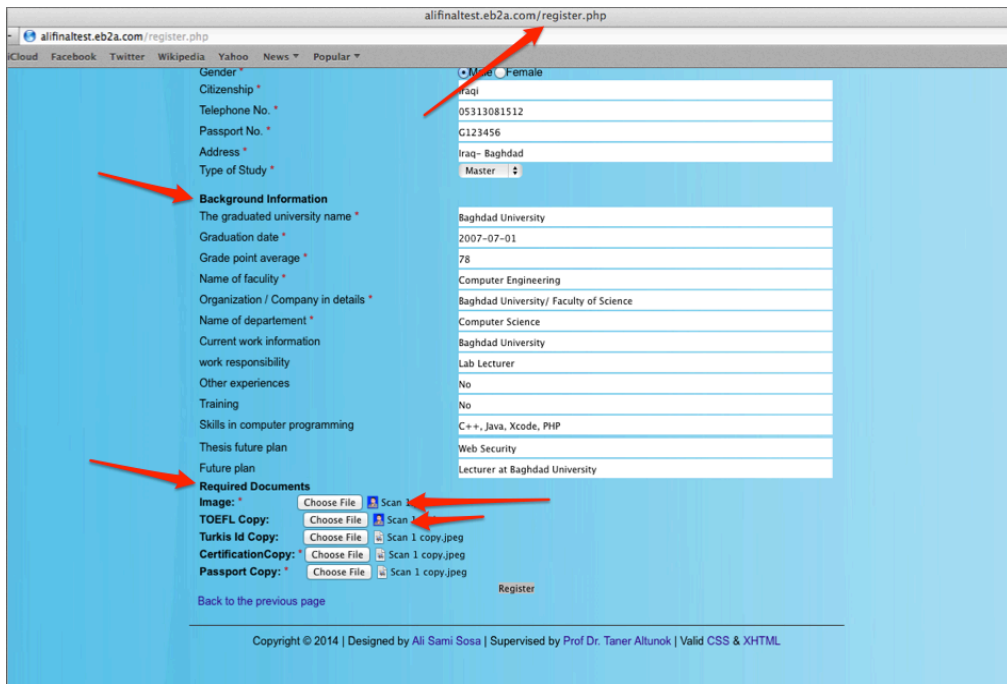 alifinaltest.eb2a.com/register.php
alifinaltest.eb2a.com/register.php
iCloud Facebook Twitter Wikipedia Yahoo News Popular
Gender * Male Female
Citizenship * Iraqi
Telephone No. * 05313081512
Passport No. * G123456
Address * Iraq- Baghdad
Type of Study * Master
Background Information
The graduated university name * Baghdad University
Graduation date * 2007-07-01
Grade point average * 78
Name of faculty * Computer Engineering
Organization / Company in details * Baghdad University/ Faculty of Science
Name of departement * Computer Science
Current work information Baghdad University
work responsibility Lab Lecturer
Other experiences No
Training No
Skills in computer programming C++, Java, Xcode, PHP
Thesis future plan Web Security
Future plan Lecturer at Baghdad University
Required Documents
Image: * Choose File Scan 1
TOEFL Copy: Choose File Scan 1
Turkis Id Copy: Choose File Scan 1 copy.jpeg
CertificationCopy: * Choose File Scan 1 copy.jpeg
Passport Copy: * Choose File Scan 1 copy.jpeg
Register
Back to the previous page
Copyright © 2014 | Designed by Ali Sami Sosa | Supervised by Prof Dr. Taner Altunok | Valid CSS & XHTML